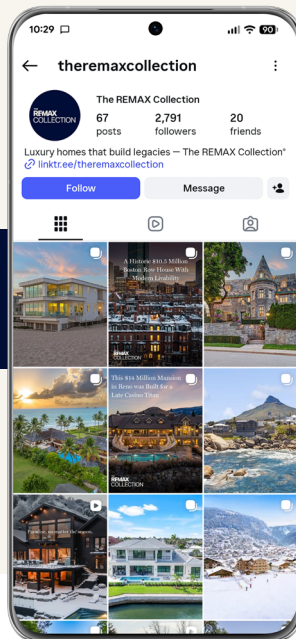 10:29
90
theremaxcollection
THE
REMAX
COLLECTION
The REMAX Collection
67
2,791
20
posts
followers
friends
Luxury homes that build legacies — The REMAX Collection®
linktr.ee/theremaxcollection
Follow
Message
A Historic $10.5 Million
Boston Row House With
Modern Livability
REMAX
COLLECTION
This $14 Million Mansion
in Reno was Built for a
Late Casino Titan
REMAX
COLLECTION